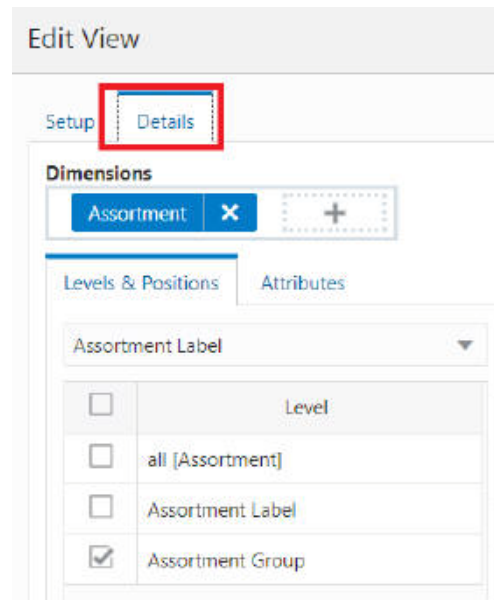 Edit View
Setup Details
Dimensions
Assortment
Levels & Positions Attributes
Assortment Label
Level
all [Assortment]
Assortment Label
Assortment Group